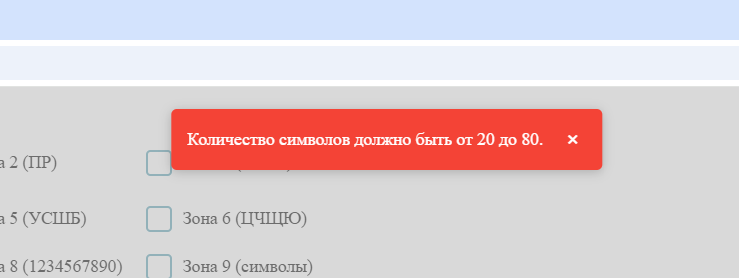 Количество символов должно быть от 20 до 80. ×
а 2 (ПР)
а 5 (УСШБ) Зона 6 (ЦЧЩЮ)
а 8 (1234567890) Зона 9 (символы)